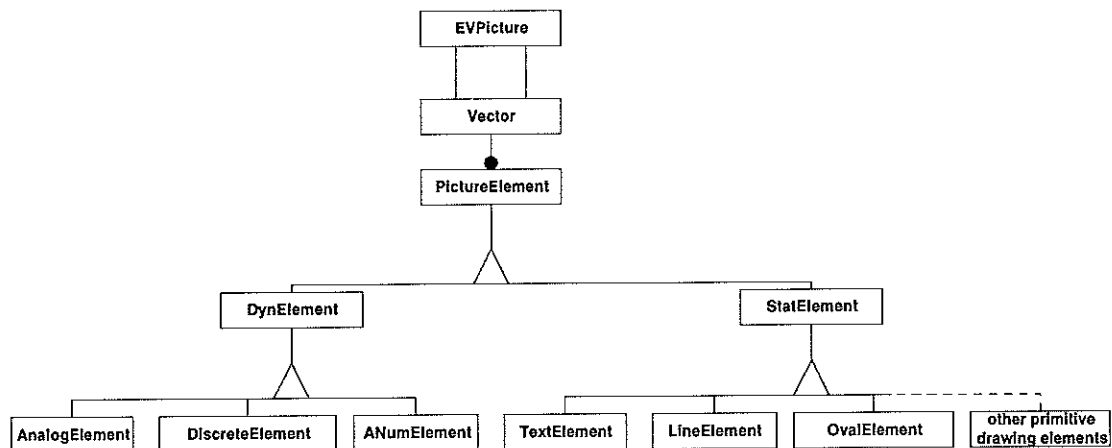 EVPicture
Vector
PictureElement
DynElement
StatElement
AnalogElement
DiscreteElement
ANumElement
TextElement
LineElement
OvalElement
other primitive
drawing elements